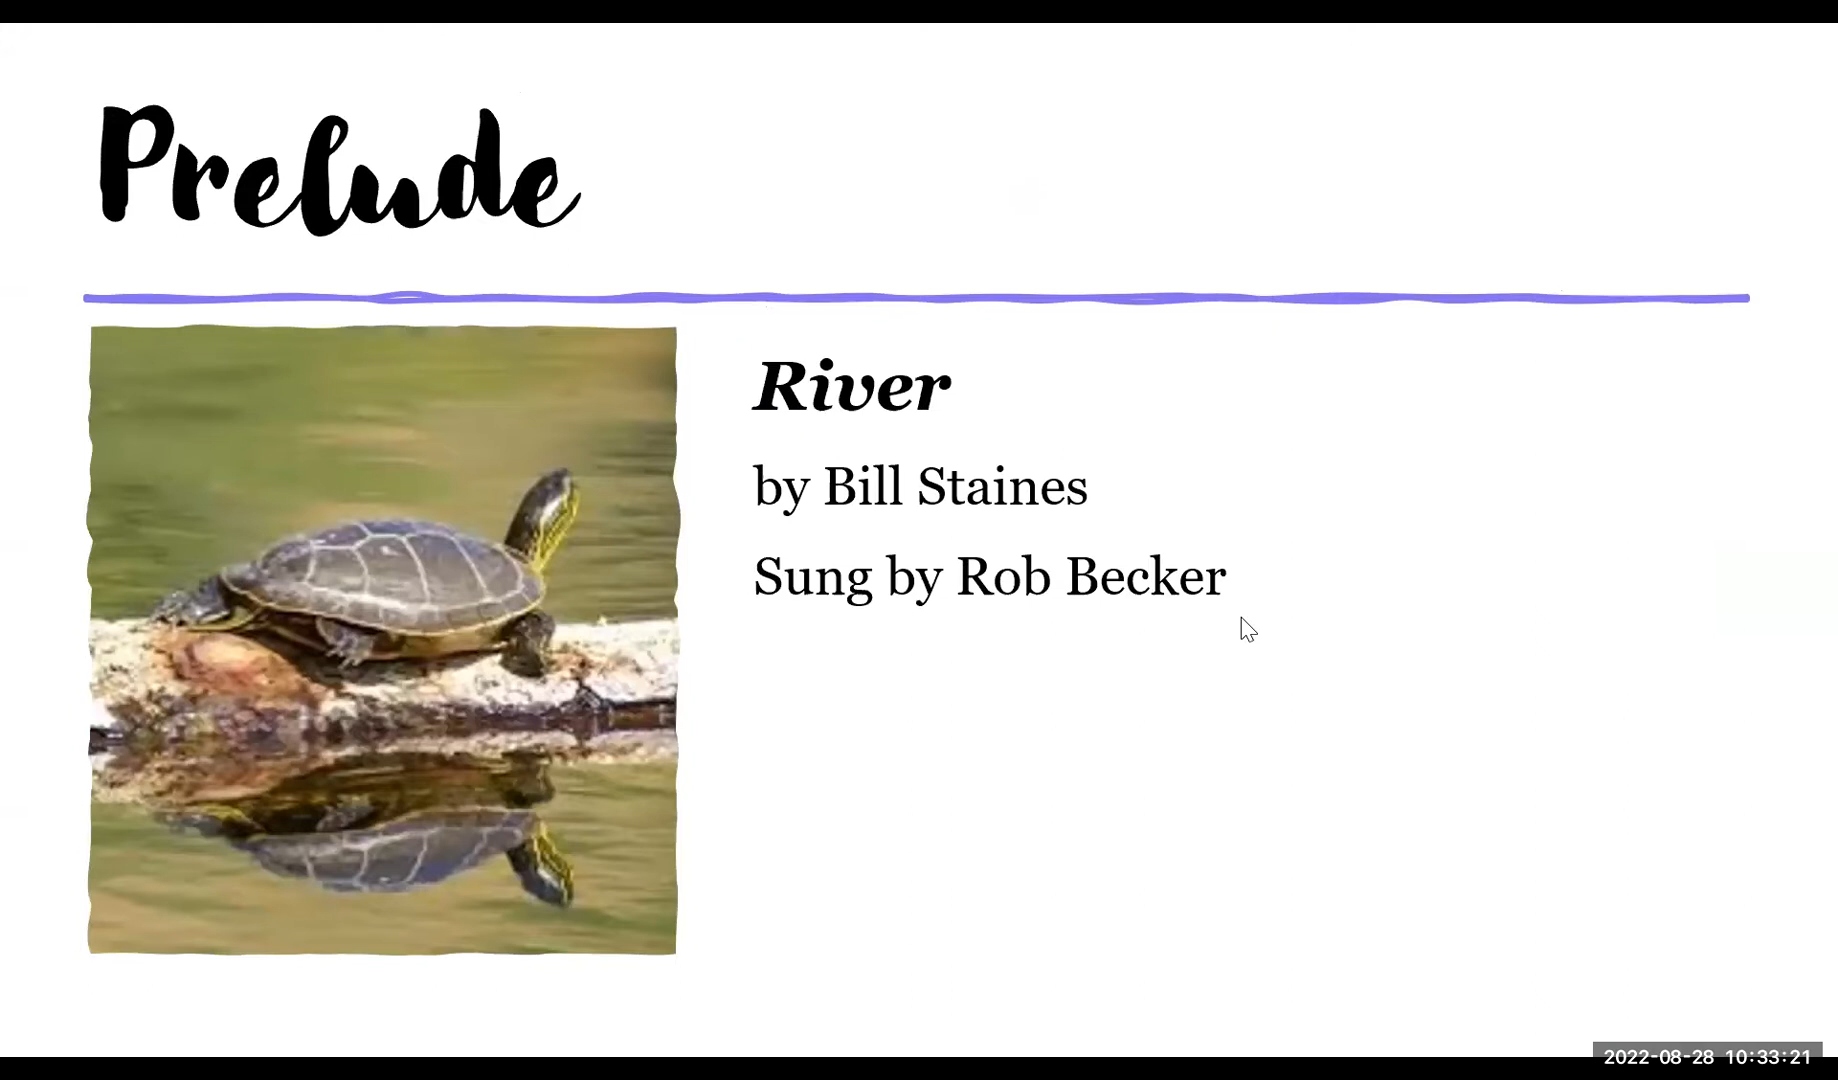 Prelude
River
by Bill Staines
Sung by Rob Becker
2022-08-28 10:33:21